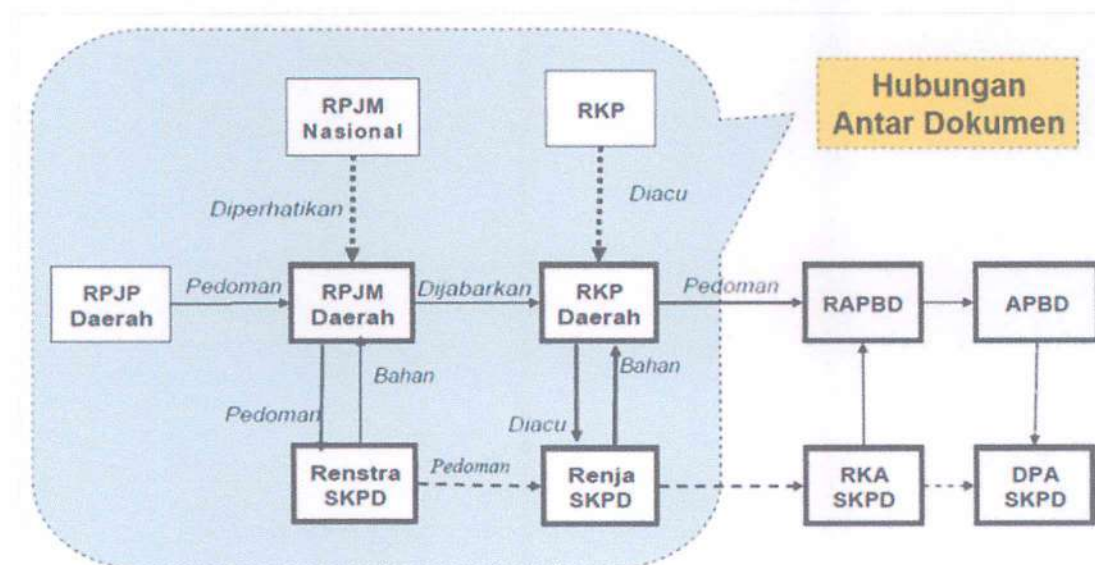 Hubungan
Antar Dokumen
RPJM
Nasional
RKP
Diperhatikan
Diacu
RPJP
Daerah
Pedoman
RPJM
Daerah
Dijabarkan
RKP
Daerah
Pedoman
RAPBD
APBD
Pedoman
Bahan
Diacu
Bahan
Renstra
SKPD
Pedoman
Renja
SKPD
RKA
SKPD
DPA
SKPD